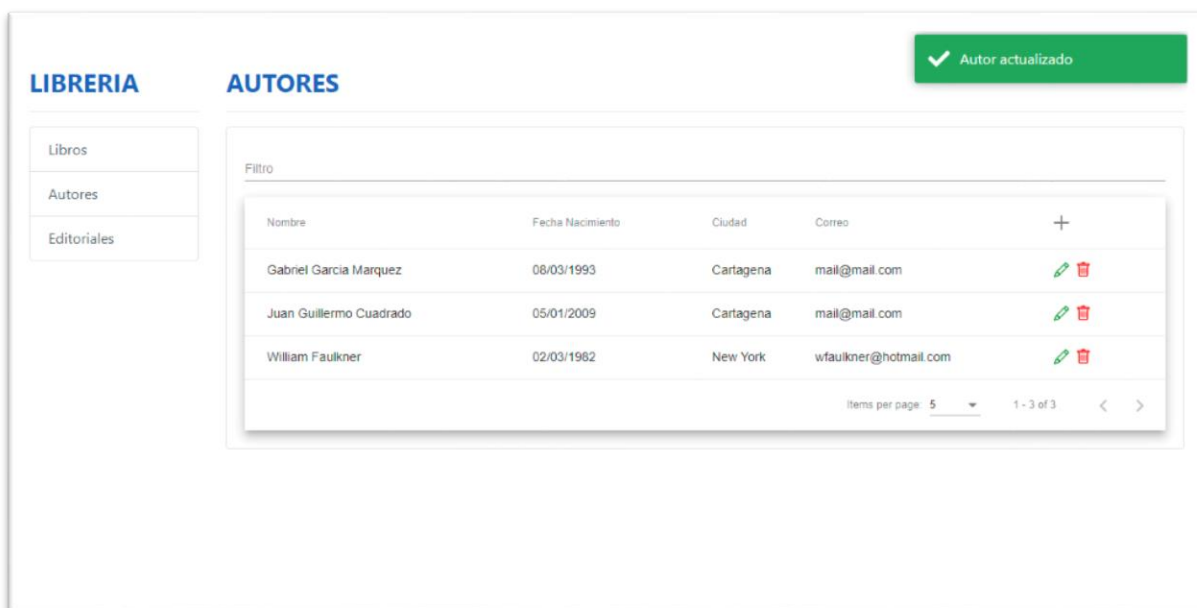 Autor actualizado
LIBRERIA
AUTORES
Libros
Autores
Editoriales
Filtro
Nombre Fecha Nacimiento Ciudad Correo +
Gabriel Garcia Marquez 08/03/1993 Cartagena mail@mail.com
Juan Guillermo Cuadrado 05/01/2009 Cartagena mail@mail.com
William Faulkner 02/03/1982 New York wfaulkner@hotmail.com
Items per page: 5 1 - 3 of 3